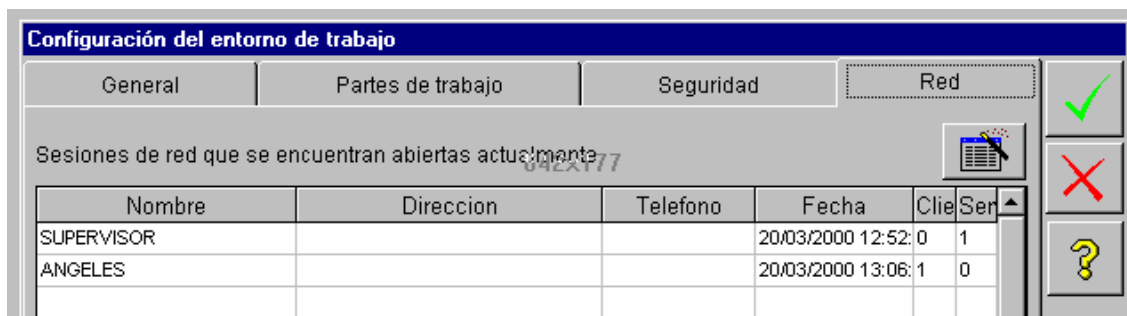 Configuración del entorno de trabajo
General Partes de trabajo Seguridad Red
Sesiones de red que se encuentran abiertas actualmente
642x177
Nombre Direccion Telefono Fecha Clie Ser
SUPERVISOR 20/03/2000 12:52: 0 1
ANGELES 20/03/2000 13:06: 1 0